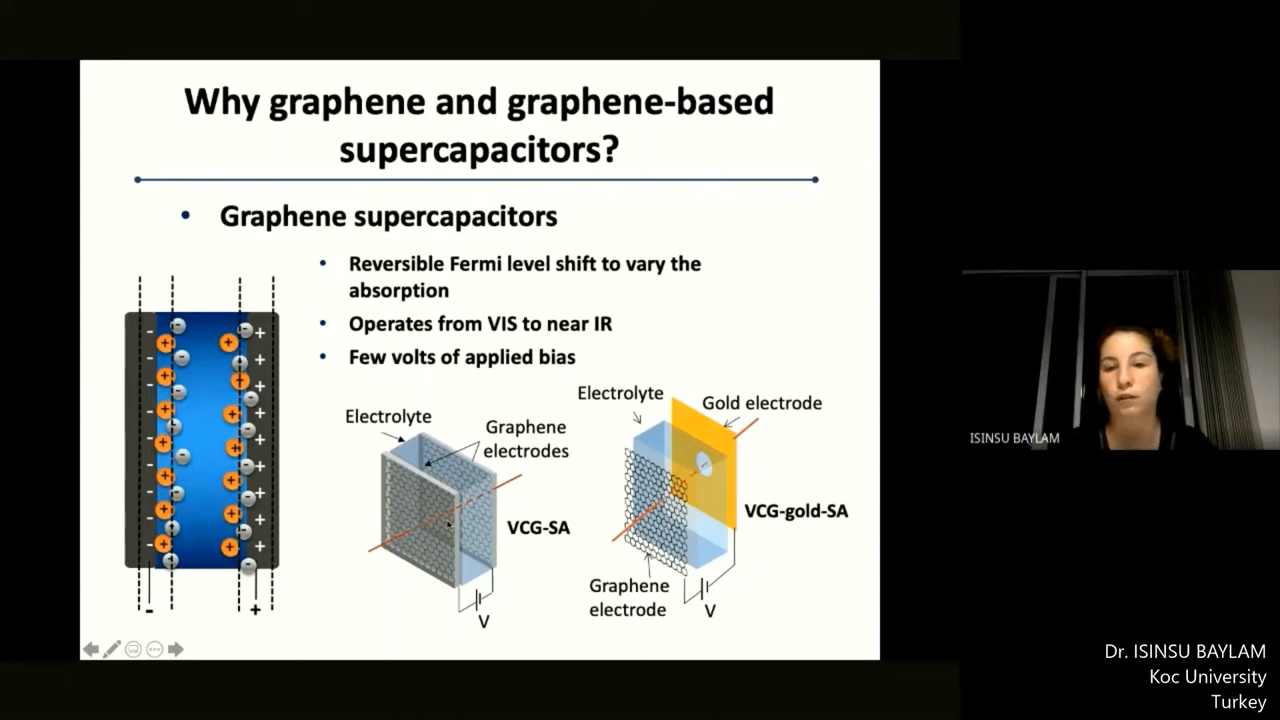 Why graphene and graphene-based
supercapacitors?
• Graphene supercapacitors
• Reversible Fermi level shift to vary the
absorption
• Operates from VIS to near IR
• Few volts of applied bias
Electrolyte
Graphene
electrodes
VCG-SA
V
Electrolyte
Gold electrode
VCG-gold-SA
Graphene
electrode
V
-
+
ISINSU BAYLAM
Dr. ISINSU BAYLAM
Koc University
Turkey